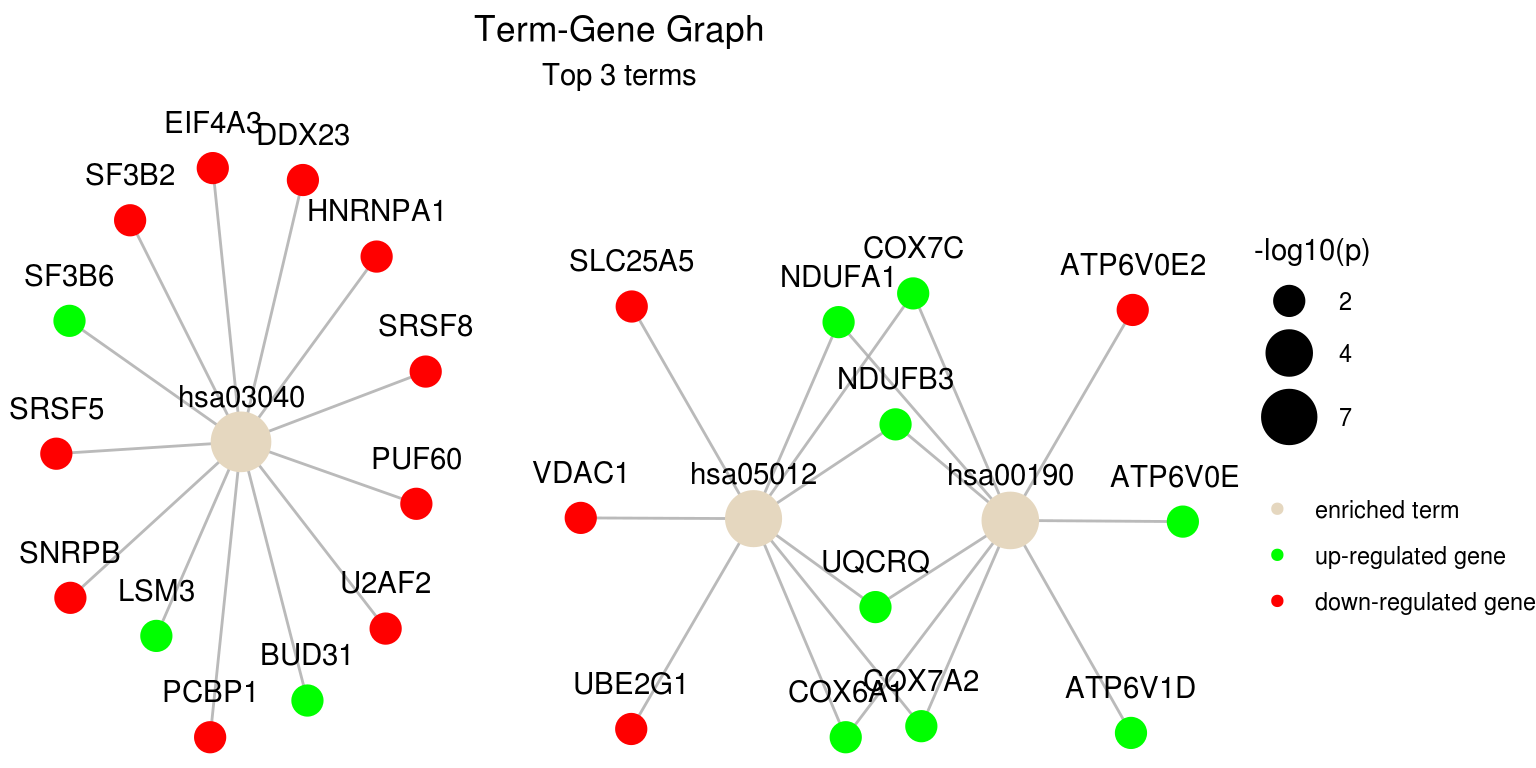 Term-Gene Graph
Top 3 terms
EIF4A3
DDX23
SF3B2
HNRNPA1
SF3B6
SRSF8
hsa03040
SRSF5
PUF60
SNRPB
LSM3
U2AF2
BUD31
PCBP1
COX7C
SLC25A5
NDUFA1
ATP6V0E2
NDUFB3
VDAC1
hsa05012
hsa00190
ATP6V0E
UQCRQ
UBE2G1
COX6A1
COX7A2
ATP6V1D
-log10(p)
2
4
7
enriched term
up-regulated gene
down-regulated gene